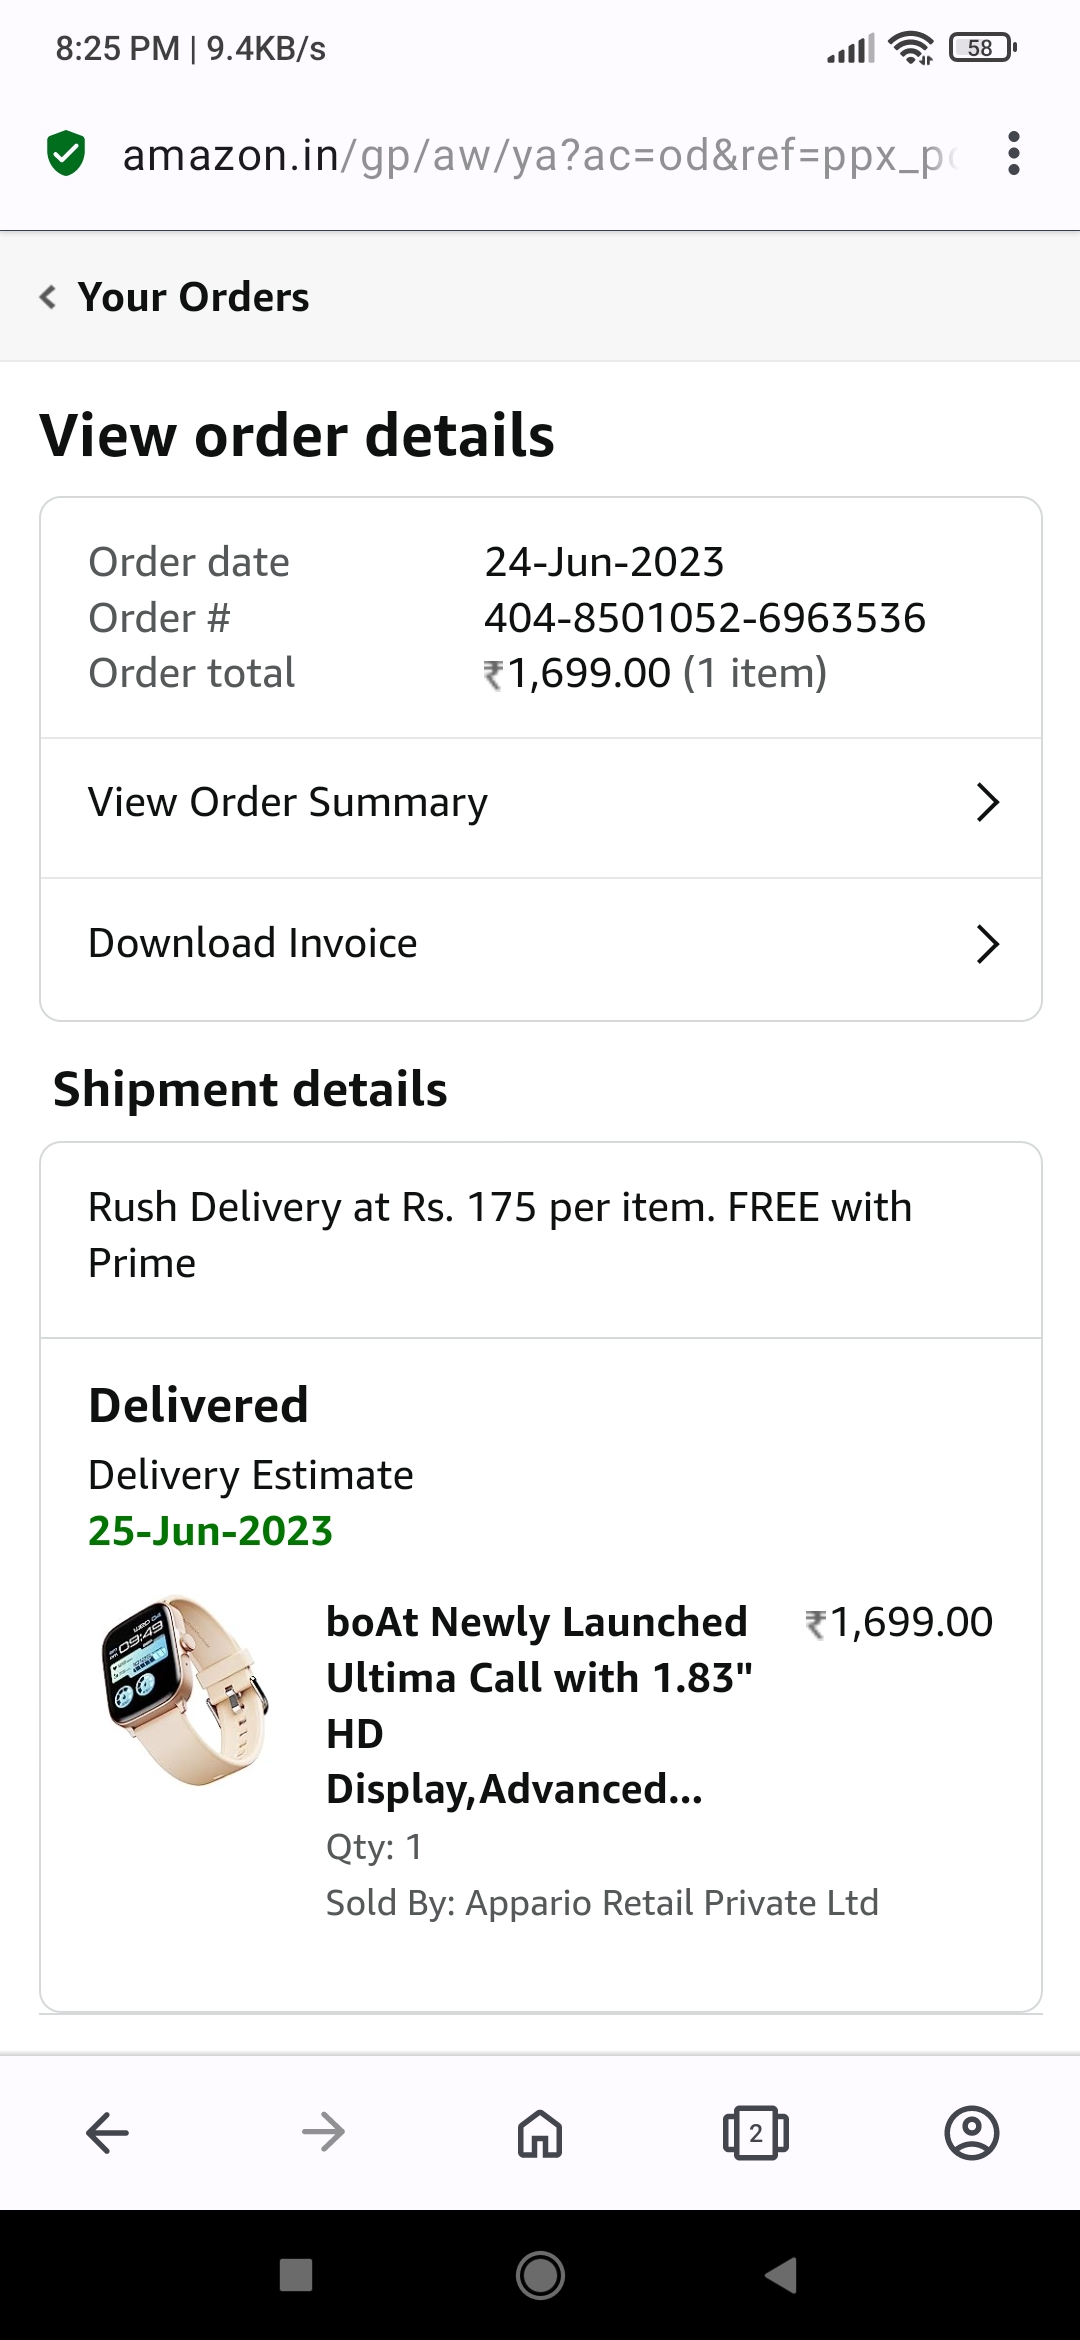 8:25 PM | 9.4KB/s
58
amazon.in/gp/aw/ya?ac=od&ref=ppx_p
Your Orders
View order details
Order date 24-Jun-2023
Order # 404-8501052-6963536
Order total ₹1,699.00 (1 item)
View Order Summary
Download Invoice
Shipment details
Rush Delivery at Rs. 175 per item. FREE with
Prime
Delivered
Delivery Estimate
25-Jun-2023
09:49
boAt Newly Launched ₹1,699.00
Ultima Call with 1.83"
HD
Display,Advanced...
Qty: 1
Sold By: Appario Retail Private Ltd
2